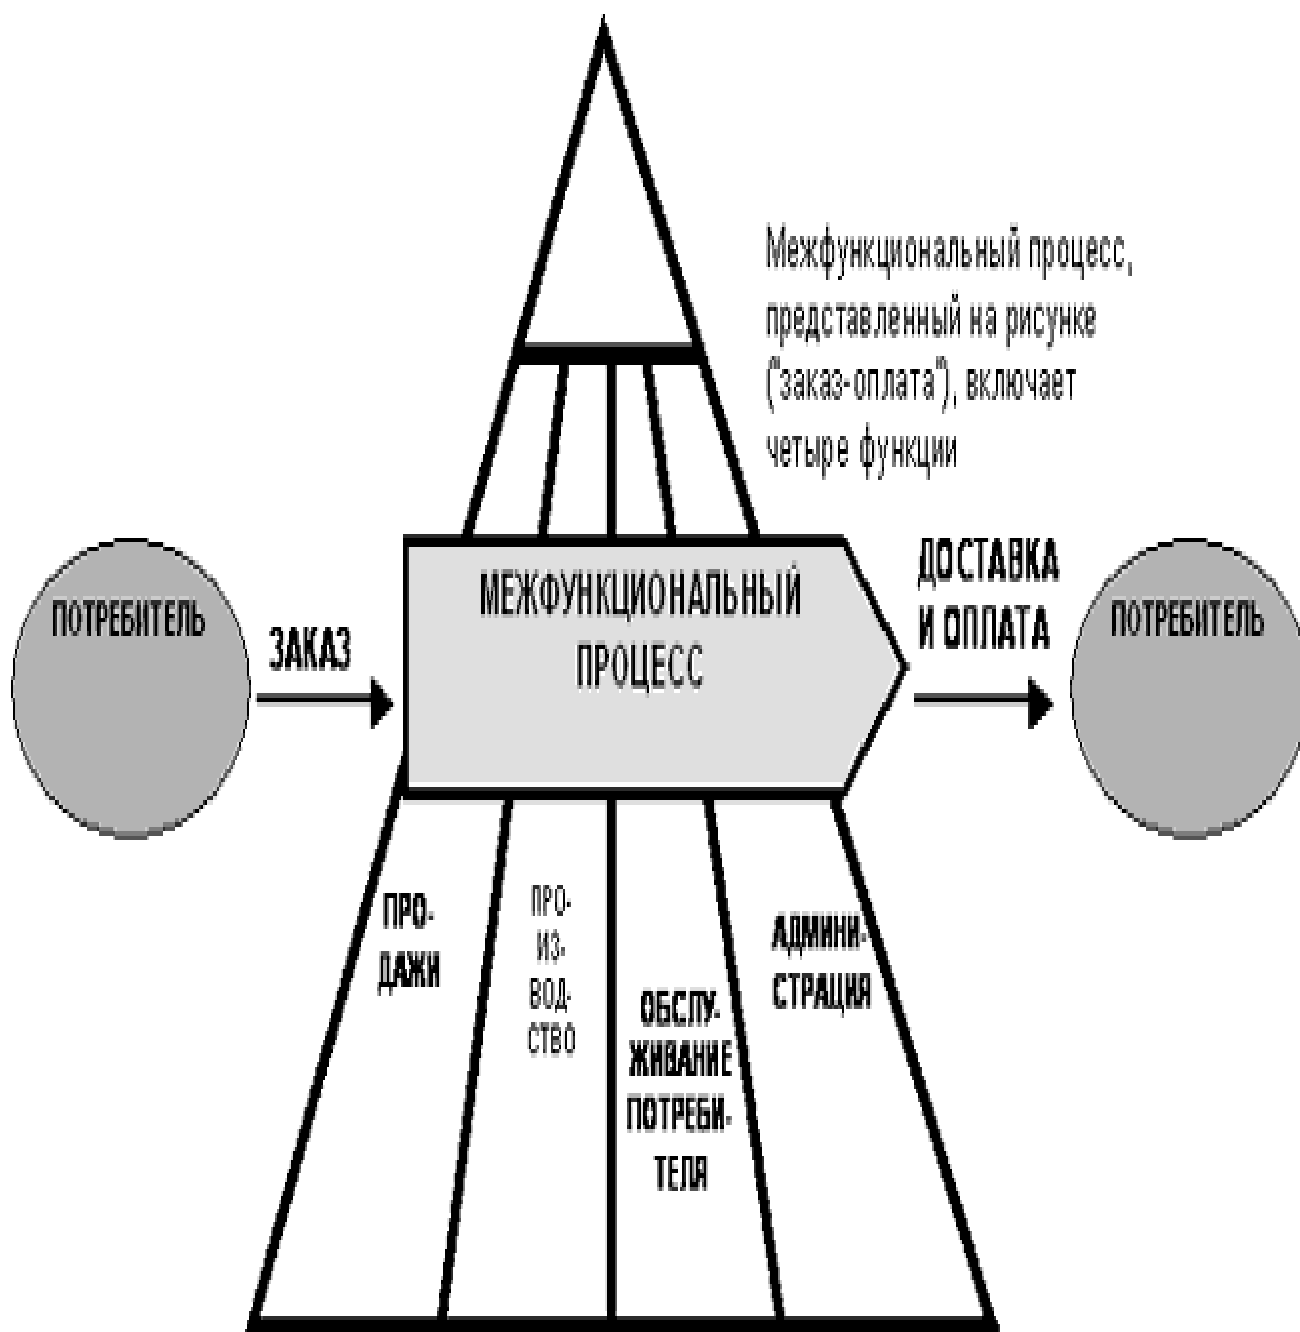 Межфункциональный процесс,
представленный на рисунке
("заказ-оплата"), включает
четыре функции
ПОТРЕБИТЕЛЬ
ЗАКАЗ
МЕЖФУНКЦИОНАЛЬНЫЙ
ПРОЦЕСС
ДОСТАВКА
И ОПЛАТА
ПОТРЕБИТЕЛЬ
ПРО-
ДАЖИ
ПРО-
ИЗ-
ВОД-
СТВО
ОБСЛУ-
ЖИВАНИЕ
ПОТРЕБИ-
ТЕЛЯ
АДМИНИ-
СТРАЦИЯ